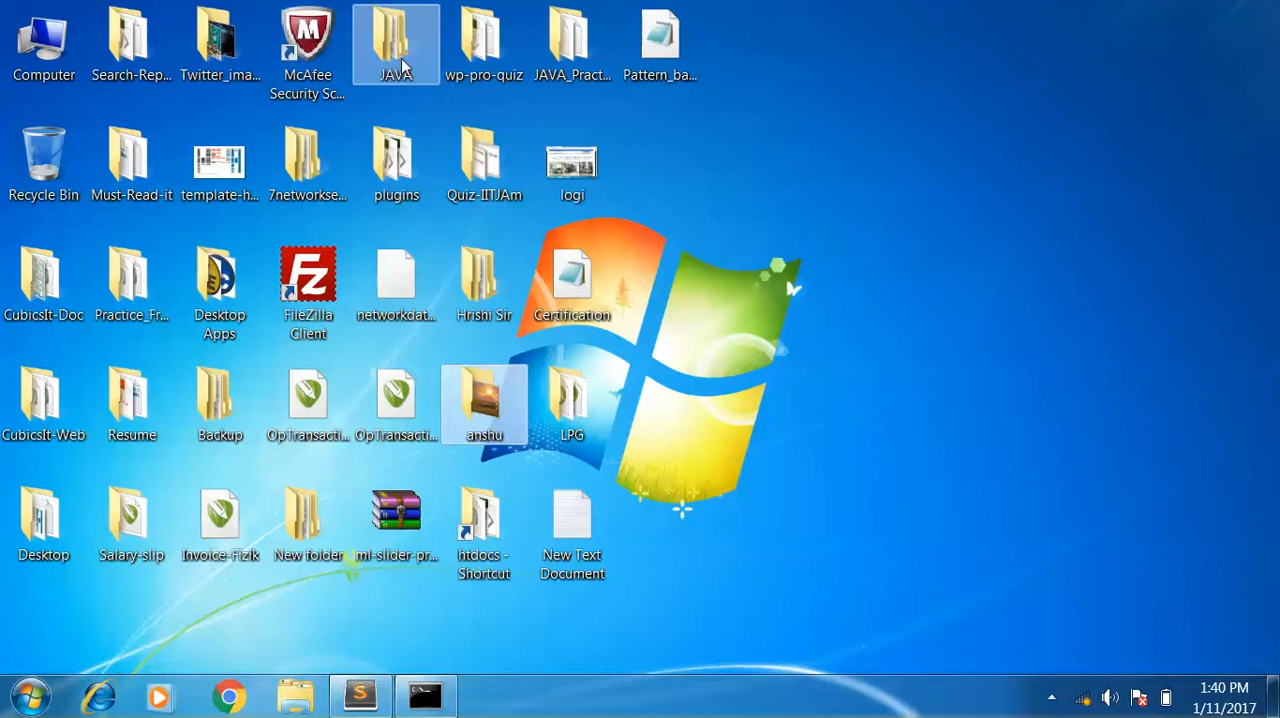 Computer
Search-Rep...
Twitter_ima...
M
McAfee
Security Sc...
JAVA
wp-pro-quiz
JAVA_Pract...
Pattern_ba...
Recycle Bin
Must-Read-it
template-h...
7networkse...
plugins
Quiz-IITJAm
logi
CubicsIt-Doc
Practice_Fr...
Desktop
Apps
Fz
FileZilla
Client
networkdat...
Hrishi Sir
Certification
CubicsIt-Web
Resume
Backup
OpTransacti...
OpTransacti...
anshu
LPG
Desktop
Salary-slip
Invoice-Fizik
New folder
ml-slider-pr...
htdocs -
Shortcut
New Text
Document
S
1:40 PM
1/11/2017